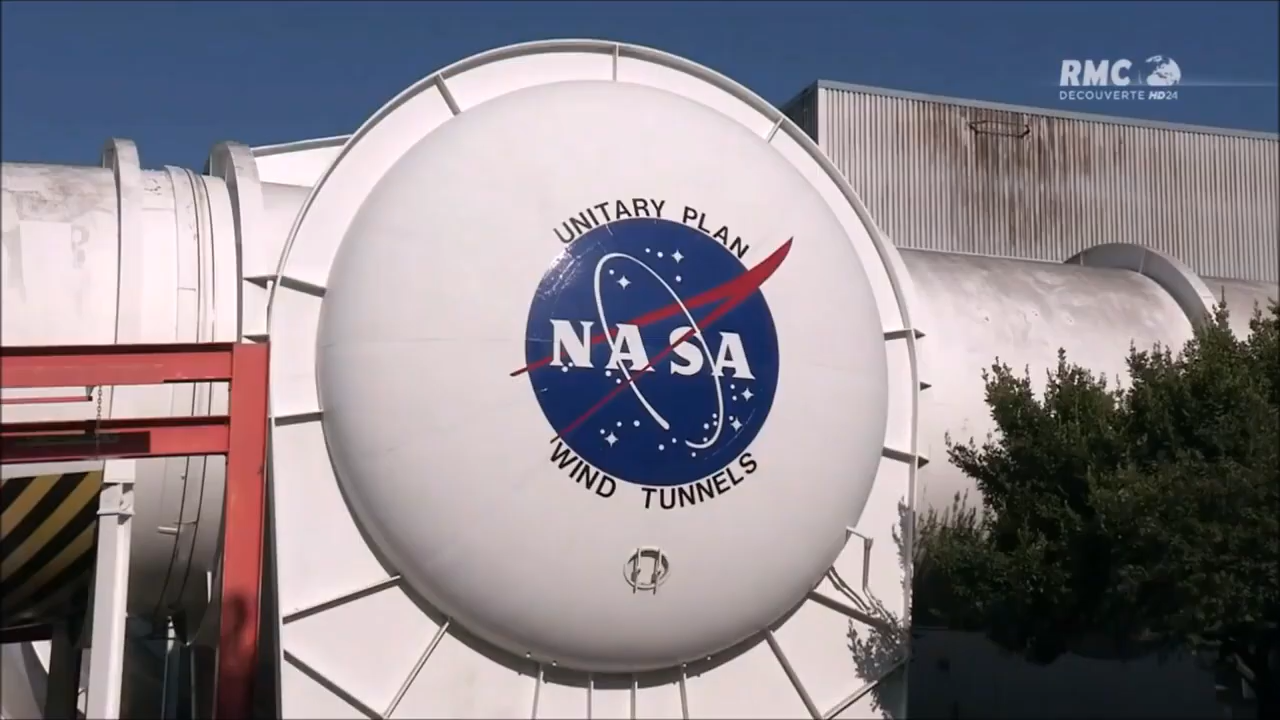 RMC
DECOUVERTE HD24
UNITARY PLAN
NASA
WIND TUNNELS